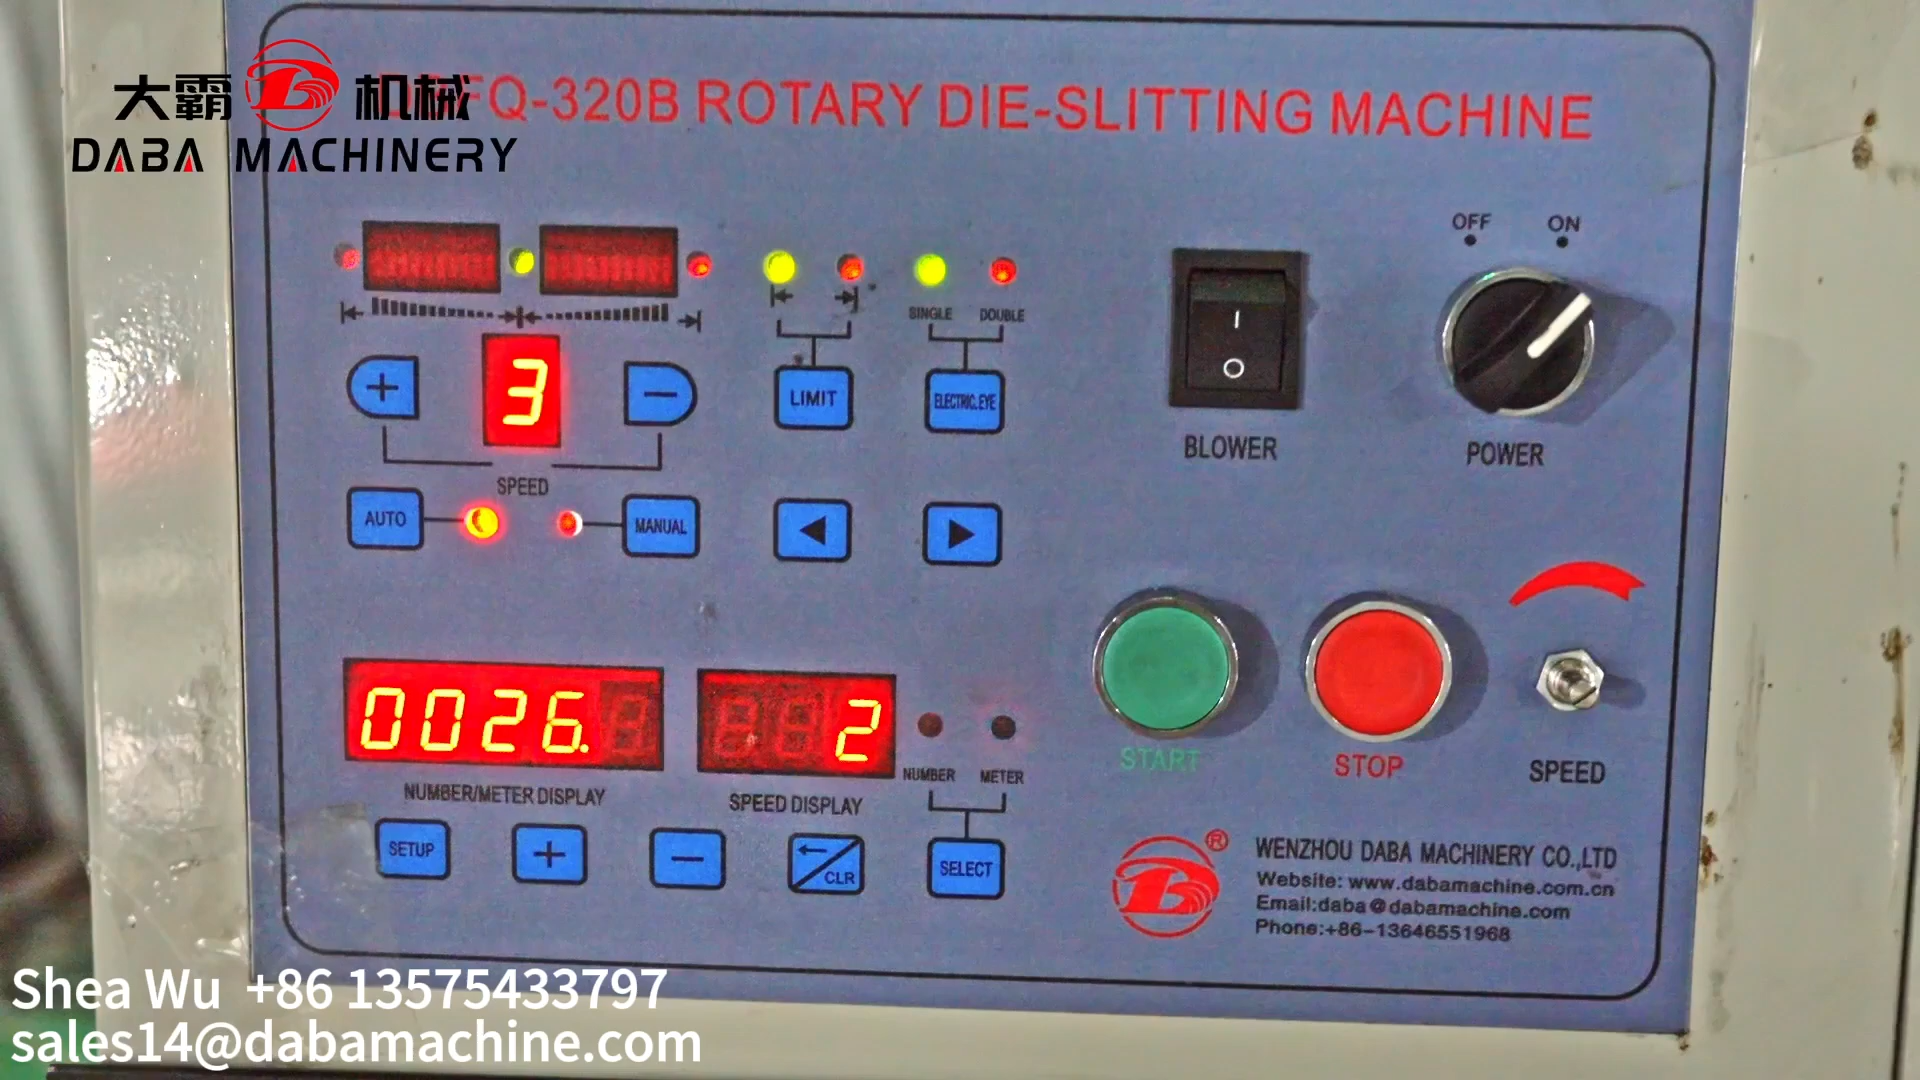 大霸 机械
DABA MACHINERY
FQ-320B ROTARY DIE-SLITTING MACHINE
OFF ON
SINGLE DOUBLE
3
+ −
LIMIT
ELECTRIC.EYE
I
O
BLOWER
POWER
SPEED
AUTO
MANUAL
0026.
2
NUMBER METER
NUMBER/METER DISPLAY
SPEED DISPLAY
START
STOP
SPEED
SETUP
+ −
CLR
SELECT
WENZHOU DABA MACHINERY CO.,LTD
Website: www.dabamachine.com.cn
Email:daba@dabamachine.com
Phone:+86-13646551968
®
Shea Wu +86 13575433797
sales14@dabamachine.com